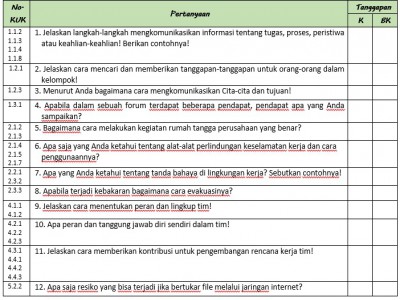 No-
KUK
Pertanyaan
Tanggapan
K
BK
1.1.2
1.1.3
1.1.4
1.1.8
1. Jelaskan langkah-langkah mengkomunikasikan informasi tentang tugas, proses, peristiwa
atau keahlian-keahlian! Berikan contohnya!
1.2.1
2. Jelaskan cara mencari dan memberikan tanggapan-tanggapan untuk orang-orang dalam
kelompok!
1.2.3
3. Menurut Anda bagaimana cara mengkomunikasikan Cita-cita dan tujuan!
1.3.1
4. Apabila dalam sebuah forum terdapat beberapa pendapat, pendapat apa yang Anda
sampaikan?
2.1.2
2.1.3
5. Bagaimana cara melakukan kegiatan rumah tangga perusahaan yang benar?
2.1.4
2.1.5
2.1.6
6. Apa saja yang Anda ketahui tentang alat-alat perlindungan keselamatan kerja dan cara
penggunaannya?
2.2.1
7. Apa yang Anda ketahui tentang tanda bahaya di lingkungan kerja? Sebutkan contohnya!
2.3.3
8. Apabila terjadi kebakaran bagaimana cara evakuasinya?
4.1.1
4.1.2
9. Jelaskan cara menentukan peran dan lingkup tim!
4.2.1
4.2.2
4.2.3
10. Apa peran dan tanggung jawab diri sendiri dalam tim!
4.3.1
4.4.1
4.4.2
4.4.3
11. Jelaskan cara memberikan kontribusi untuk pengembangan rencana kerja tim!
5.2.2
12. Apa saja resiko yang bisa terjadi jika bertukar file melalui jaringan internet?